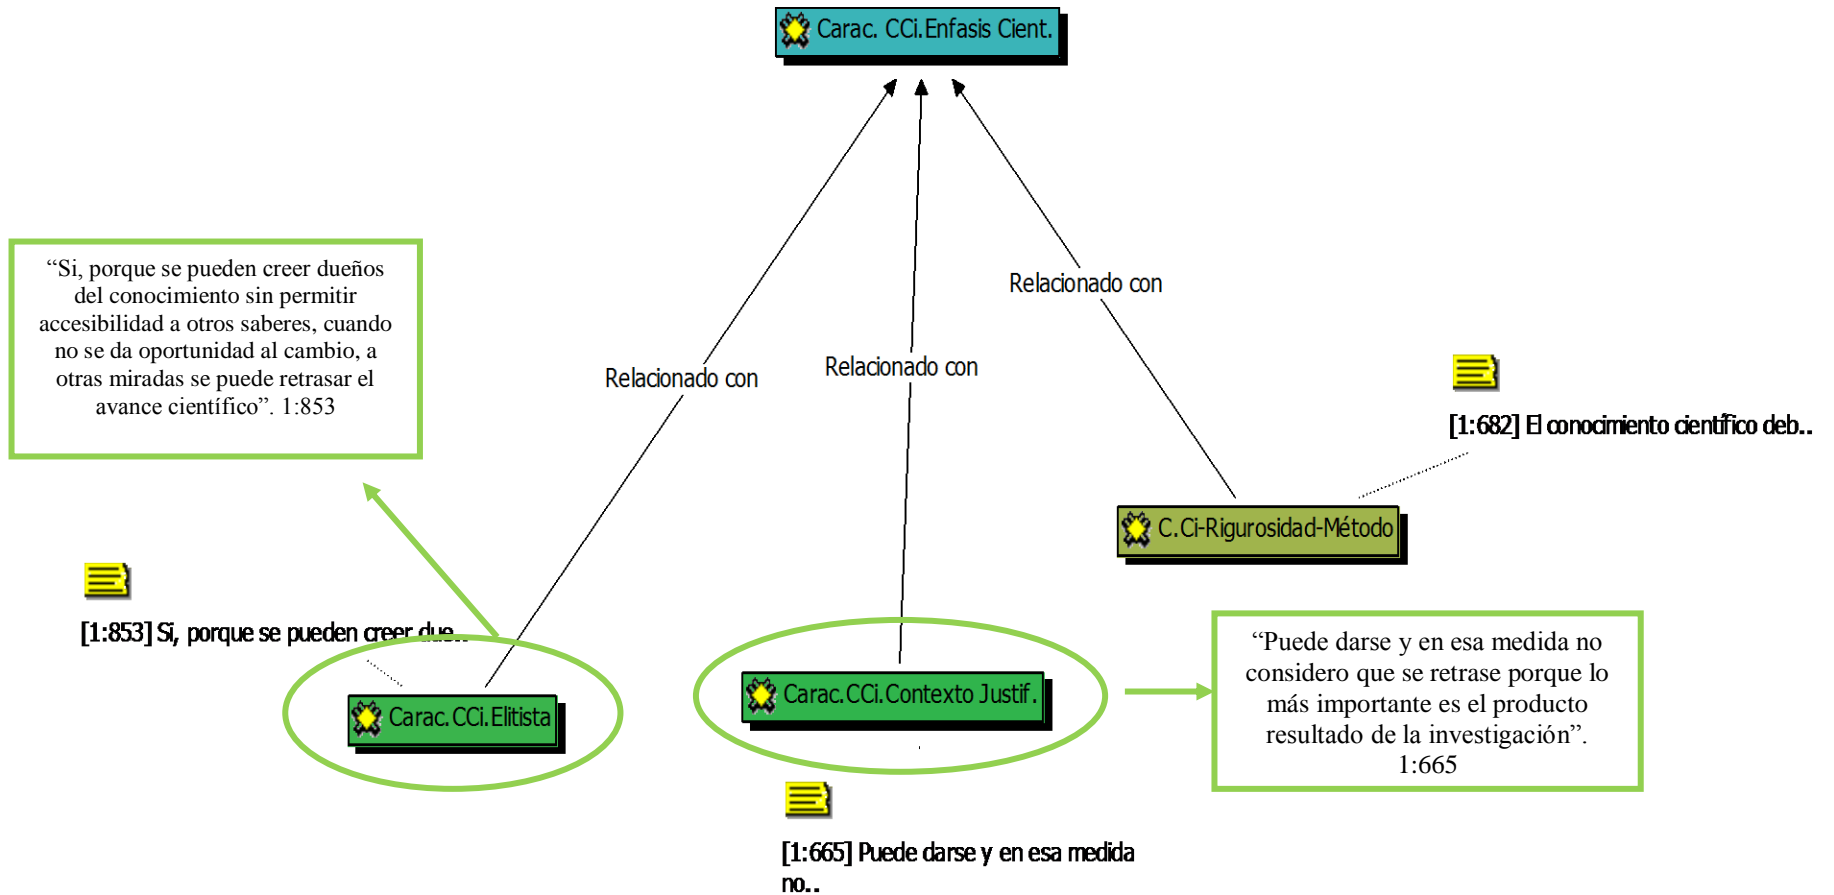 Carac. CCi.Enfasis Cient.
“Si, porque se pueden creer dueños
del conocimiento sin permitir
accesibilidad a otros saberes, cuando
no se da oportunidad al cambio, a
otras miradas se puede retrasar el
avance científico”. 1:853
Relacionado con
Relacionado con
Relacionado con
[1:682] El conocimiento científico deb..
C.Ci-Rigurosidad-Método
[1:853] Si, porque se pueden creer due..
Carac.CCi.Elitista
Carac.CCi.Contexto Justif.
“Puede darse y en esa medida no
considero que se retrase porque lo
más importante es el producto
resultado de la investigación”.
1:665
[1:665] Puede darse y en esa medida
no..